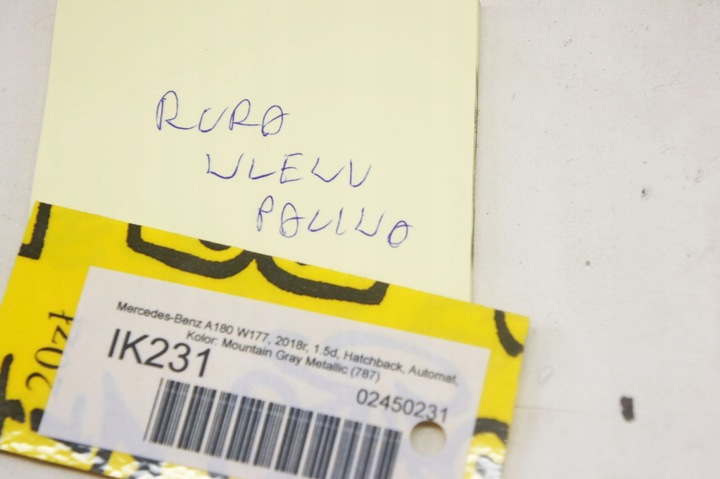 RURA
WLEWU
PALIWA
20zł
Mercedes-Benz A180 W177, 2018r, 1.5d, Hatchback, Automat,
Kolor: Mountain Gray Metallic (787)
IK231
02450231